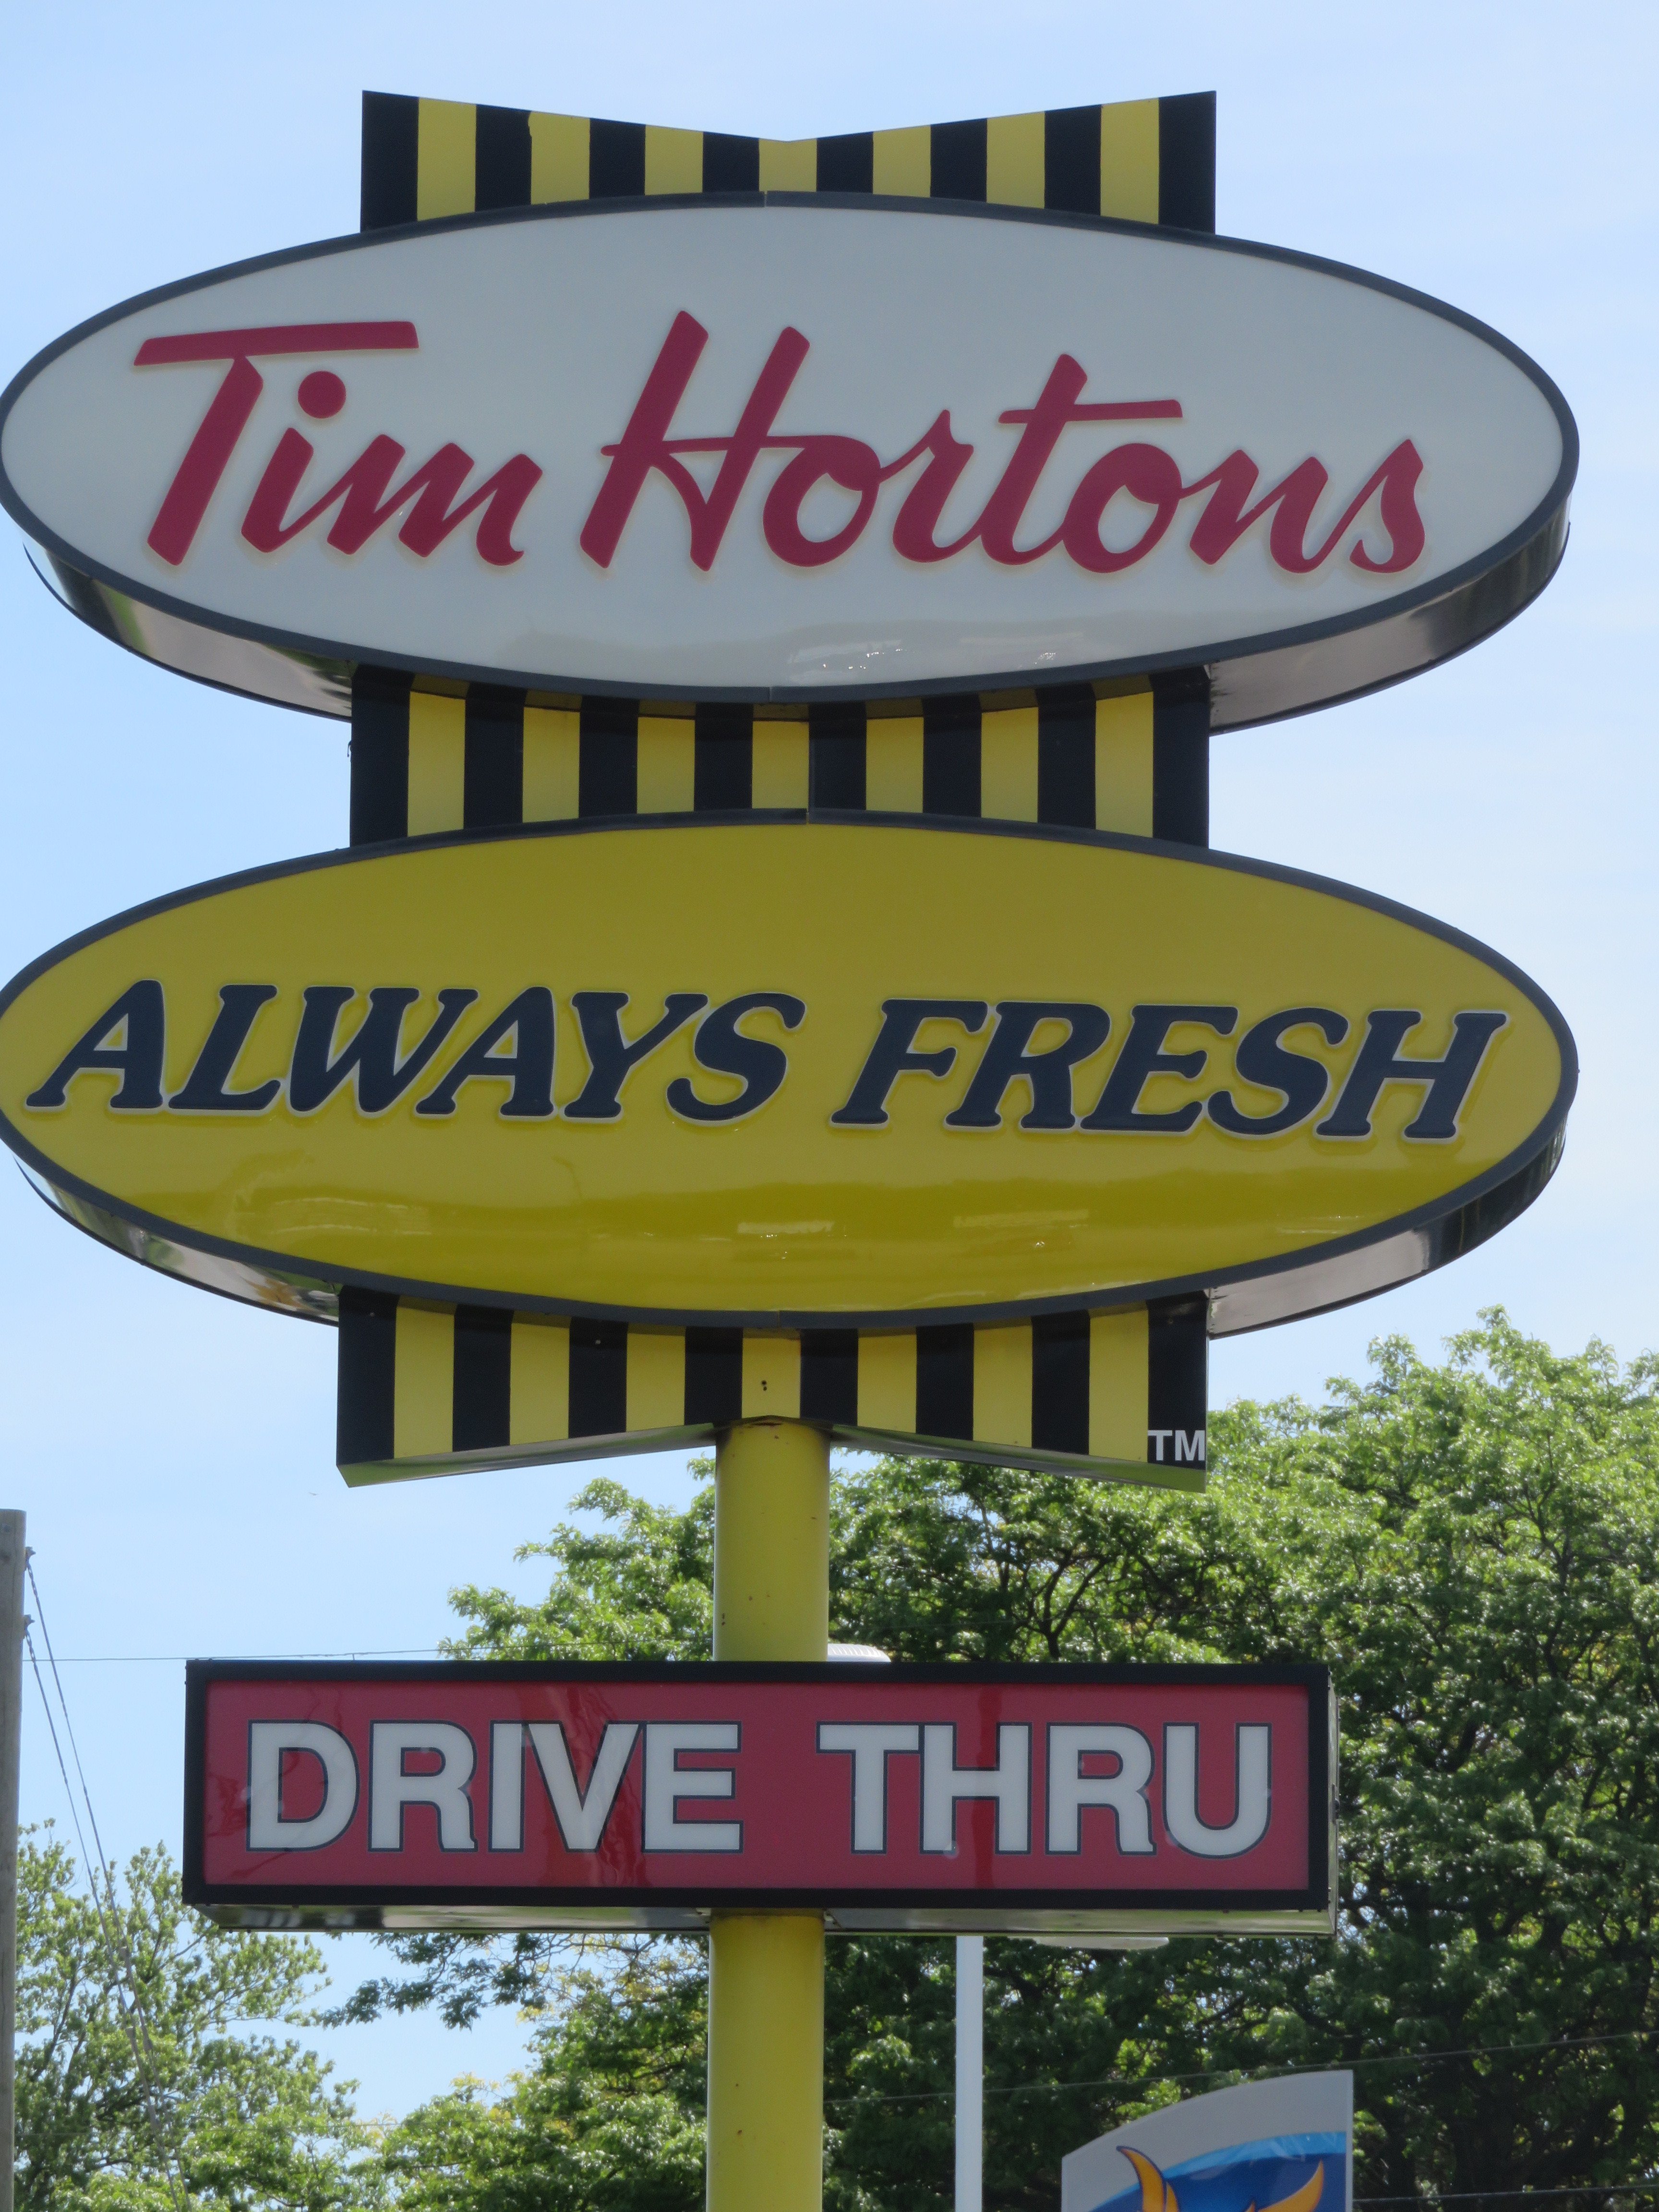 Tim Hortons
ALWAYS FRESH
TM
DRIVE THRU